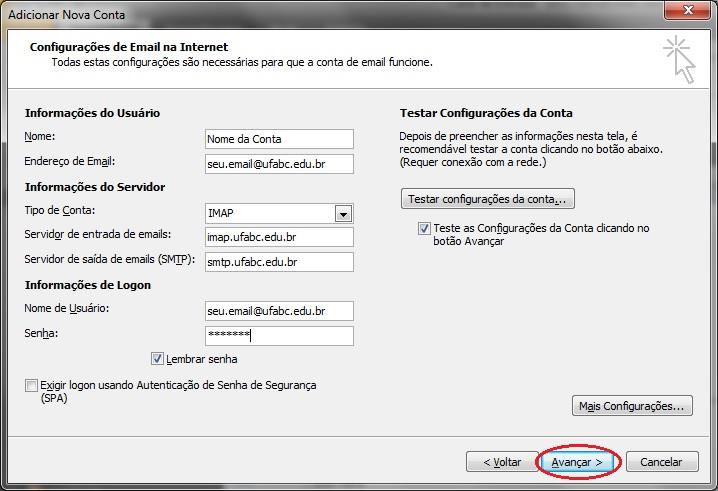 Adicionar Nova Conta
Configurações de Email na Internet
Todas estas configurações são necessárias para que a conta de email funcione.
Informações do Usuário
Nome:
Nome da Conta
Endereço de Email:
seu.email@ufabc.edu.br
Informações do Servidor
Tipo de Conta:
IMAP
Servidor de entrada de emails:
imap.ufabc.edu.br
Servidor de saída de emails (SMTP):
smtp.ufabc.edu.br
Informações de Logon
Nome de Usuário:
seu.email@ufabc.edu.br
Senha:
*******
Lembrar senha
Exigir logon usando Autenticação de Senha de Segurança
(SPA)
Testar Configurações da Conta
Depois de preencher as informações nesta tela, é
recomendável testar a conta clicando no botão abaixo.
(Requer conexão com a rede.)
Testar configurações da conta...
Teste as Configurações da Conta clicando no
botão Avançar
Mais Configurações...
< Voltar
Avançar >
Cancelar